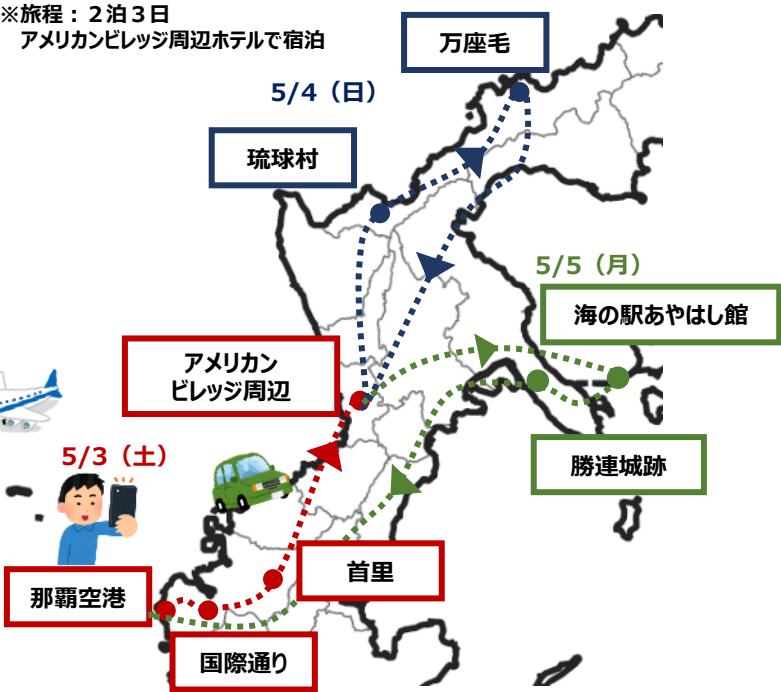 ※旅程：２泊３日
アメリカンビレッジ周辺ホテルで宿泊
万座毛
5/4（日）
琉球村
5/5（月）
海の駅あやはし館
アメリカン
ビレッジ周辺
5/3（土）
勝連城跡
首里
那覇空港
国際通り